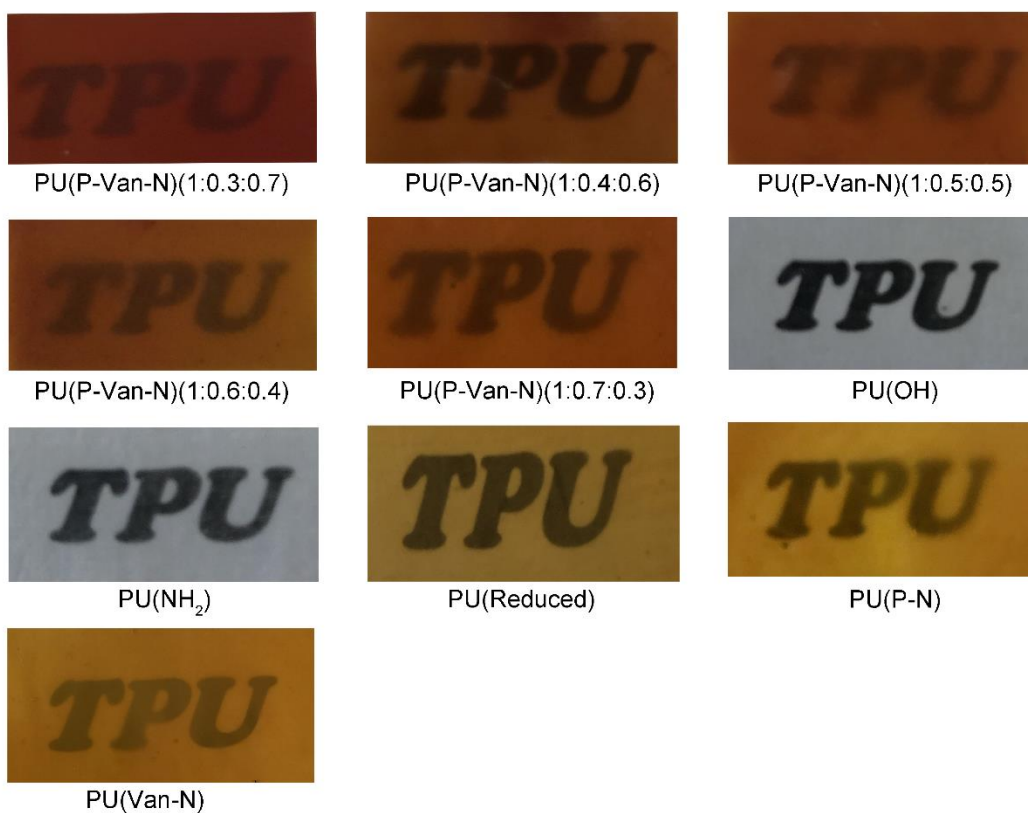 TPU TPU TPU
PU(P-Van-N)(1:0.3:0.7) PU(P-Van-N)(1:0.4:0.6) PU(P-Van-N)(1:0.5:0.5)
TPU TPU TPU
PU(P-Van-N)(1:0.6:0.4) PU(P-Van-N)(1:0.7:0.3) PU(OH)
TPU TPU TPU
PU(NH₂) PU(Reduced) PU(P-N)
TPU
PU(Van-N)